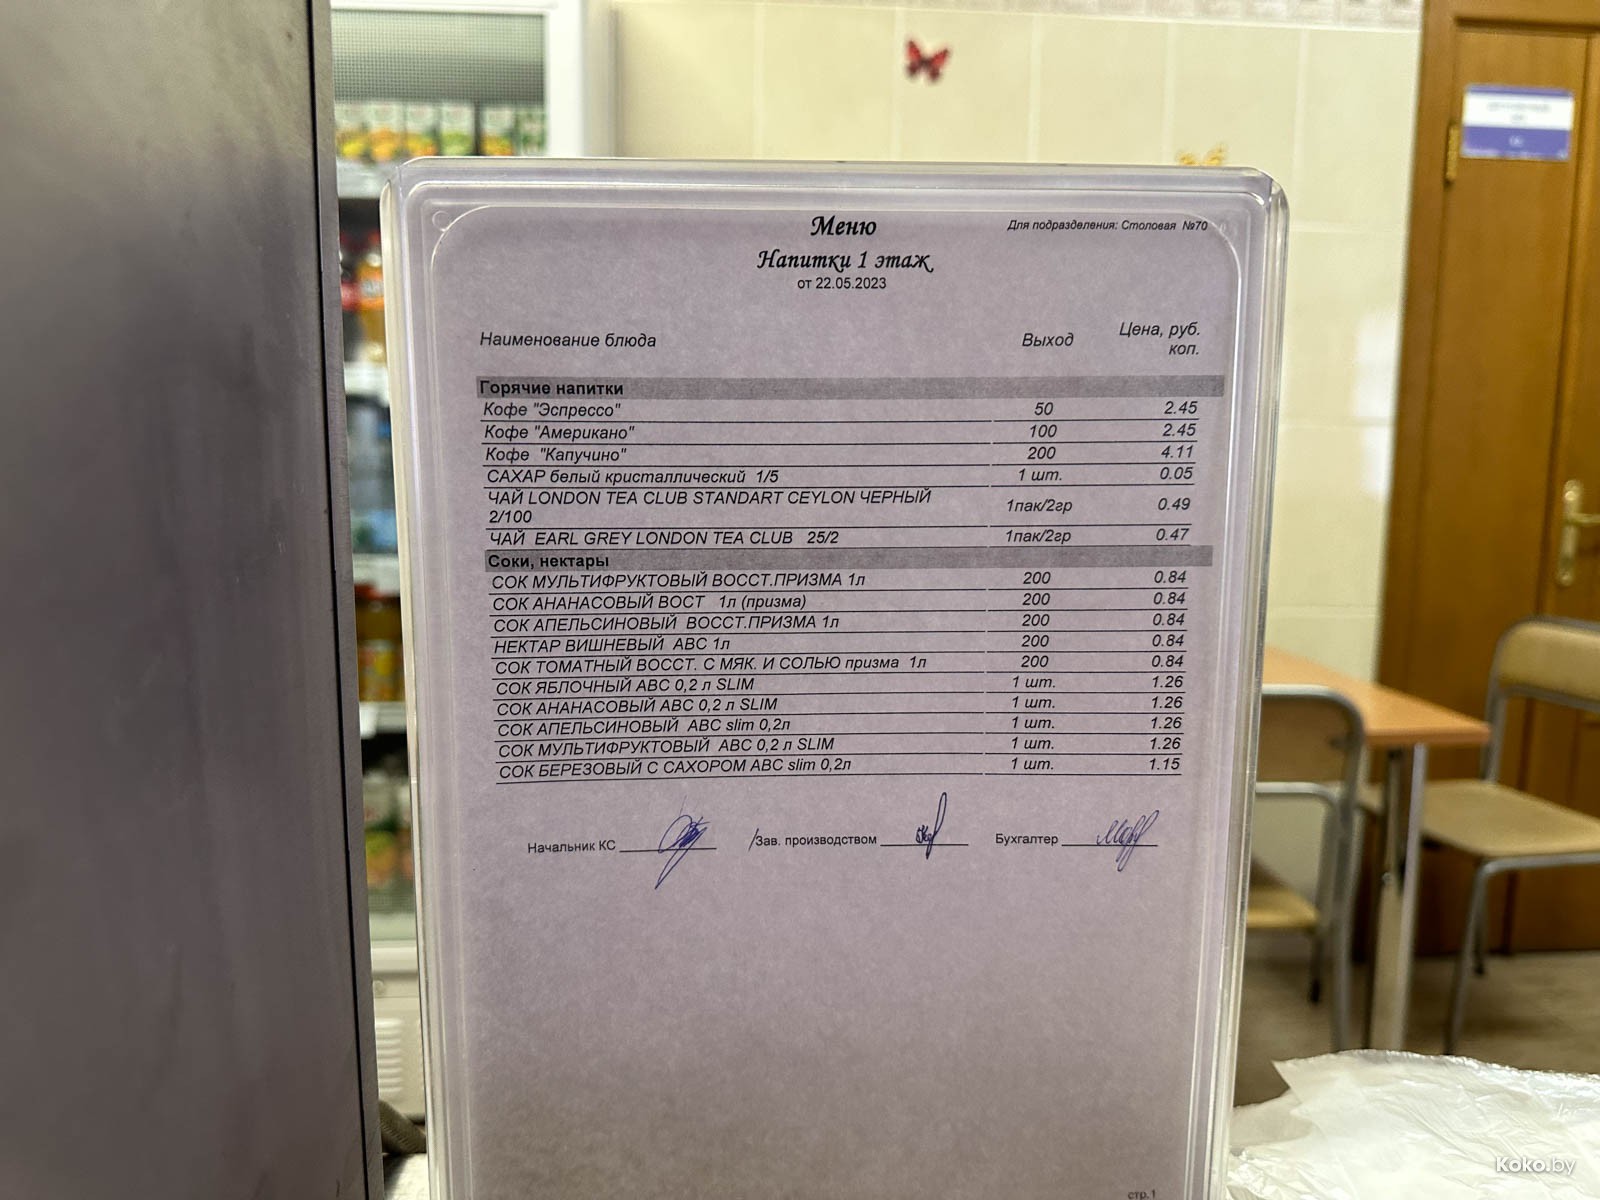 Меню
Для подразделения: Столовая №70
Напитки 1 этаж
от 22.05.2023
Наименование блюда Выход Цена, руб. коп.
Горячие напитки
Кофе "Эспрессо" 50 2.45
Кофе "Американо" 100 2.45
Кофе "Капучино" 200 4.11
САХАР белый кристаллический 1/5 1 шт. 0.05
ЧАЙ LONDON TEA CLUB STANDART CEYLON ЧЕРНЫЙ
2/100 1пак/2гр 0.49
ЧАЙ EARL GREY LONDON TEA CLUB 25/2 1пак/2гр 0.47
Соки, нектары
СОК МУЛЬТИФРУКТОВЫЙ ВОССТ.ПРИЗМА 1л 200 0.84
СОК АНАНАСОВЫЙ ВОСТ 1л (призма) 200 0.84
СОК АПЕЛЬСИНОВЫЙ ВОССТ.ПРИЗМА 1л 200 0.84
НЕКТАР ВИШНЕВЫЙ АВС 1л 200 0.84
СОК ТОМАТНЫЙ ВОССТ. С МЯК. И СОЛЬЮ призма 1л 200 0.84
СОК ЯБЛОЧНЫЙ АВС 0,2 л SLIM 1 шт. 1.26
СОК АНАНАСОВЫЙ АВС 0,2 л SLIM 1 шт. 1.26
СОК АПЕЛЬСИНОВЫЙ АВС slim 0,2л 1 шт. 1.26
СОК МУЛЬТИФРУКТОВЫЙ АВС 0,2 л SLIM 1 шт. 1.26
СОК БЕРЕЗОВЫЙ С САХОРОМ АВС slim 0,2л 1 шт. 1.15
Начальник КС /Зав. производством Бухгалтер
стр.1
Koko.by